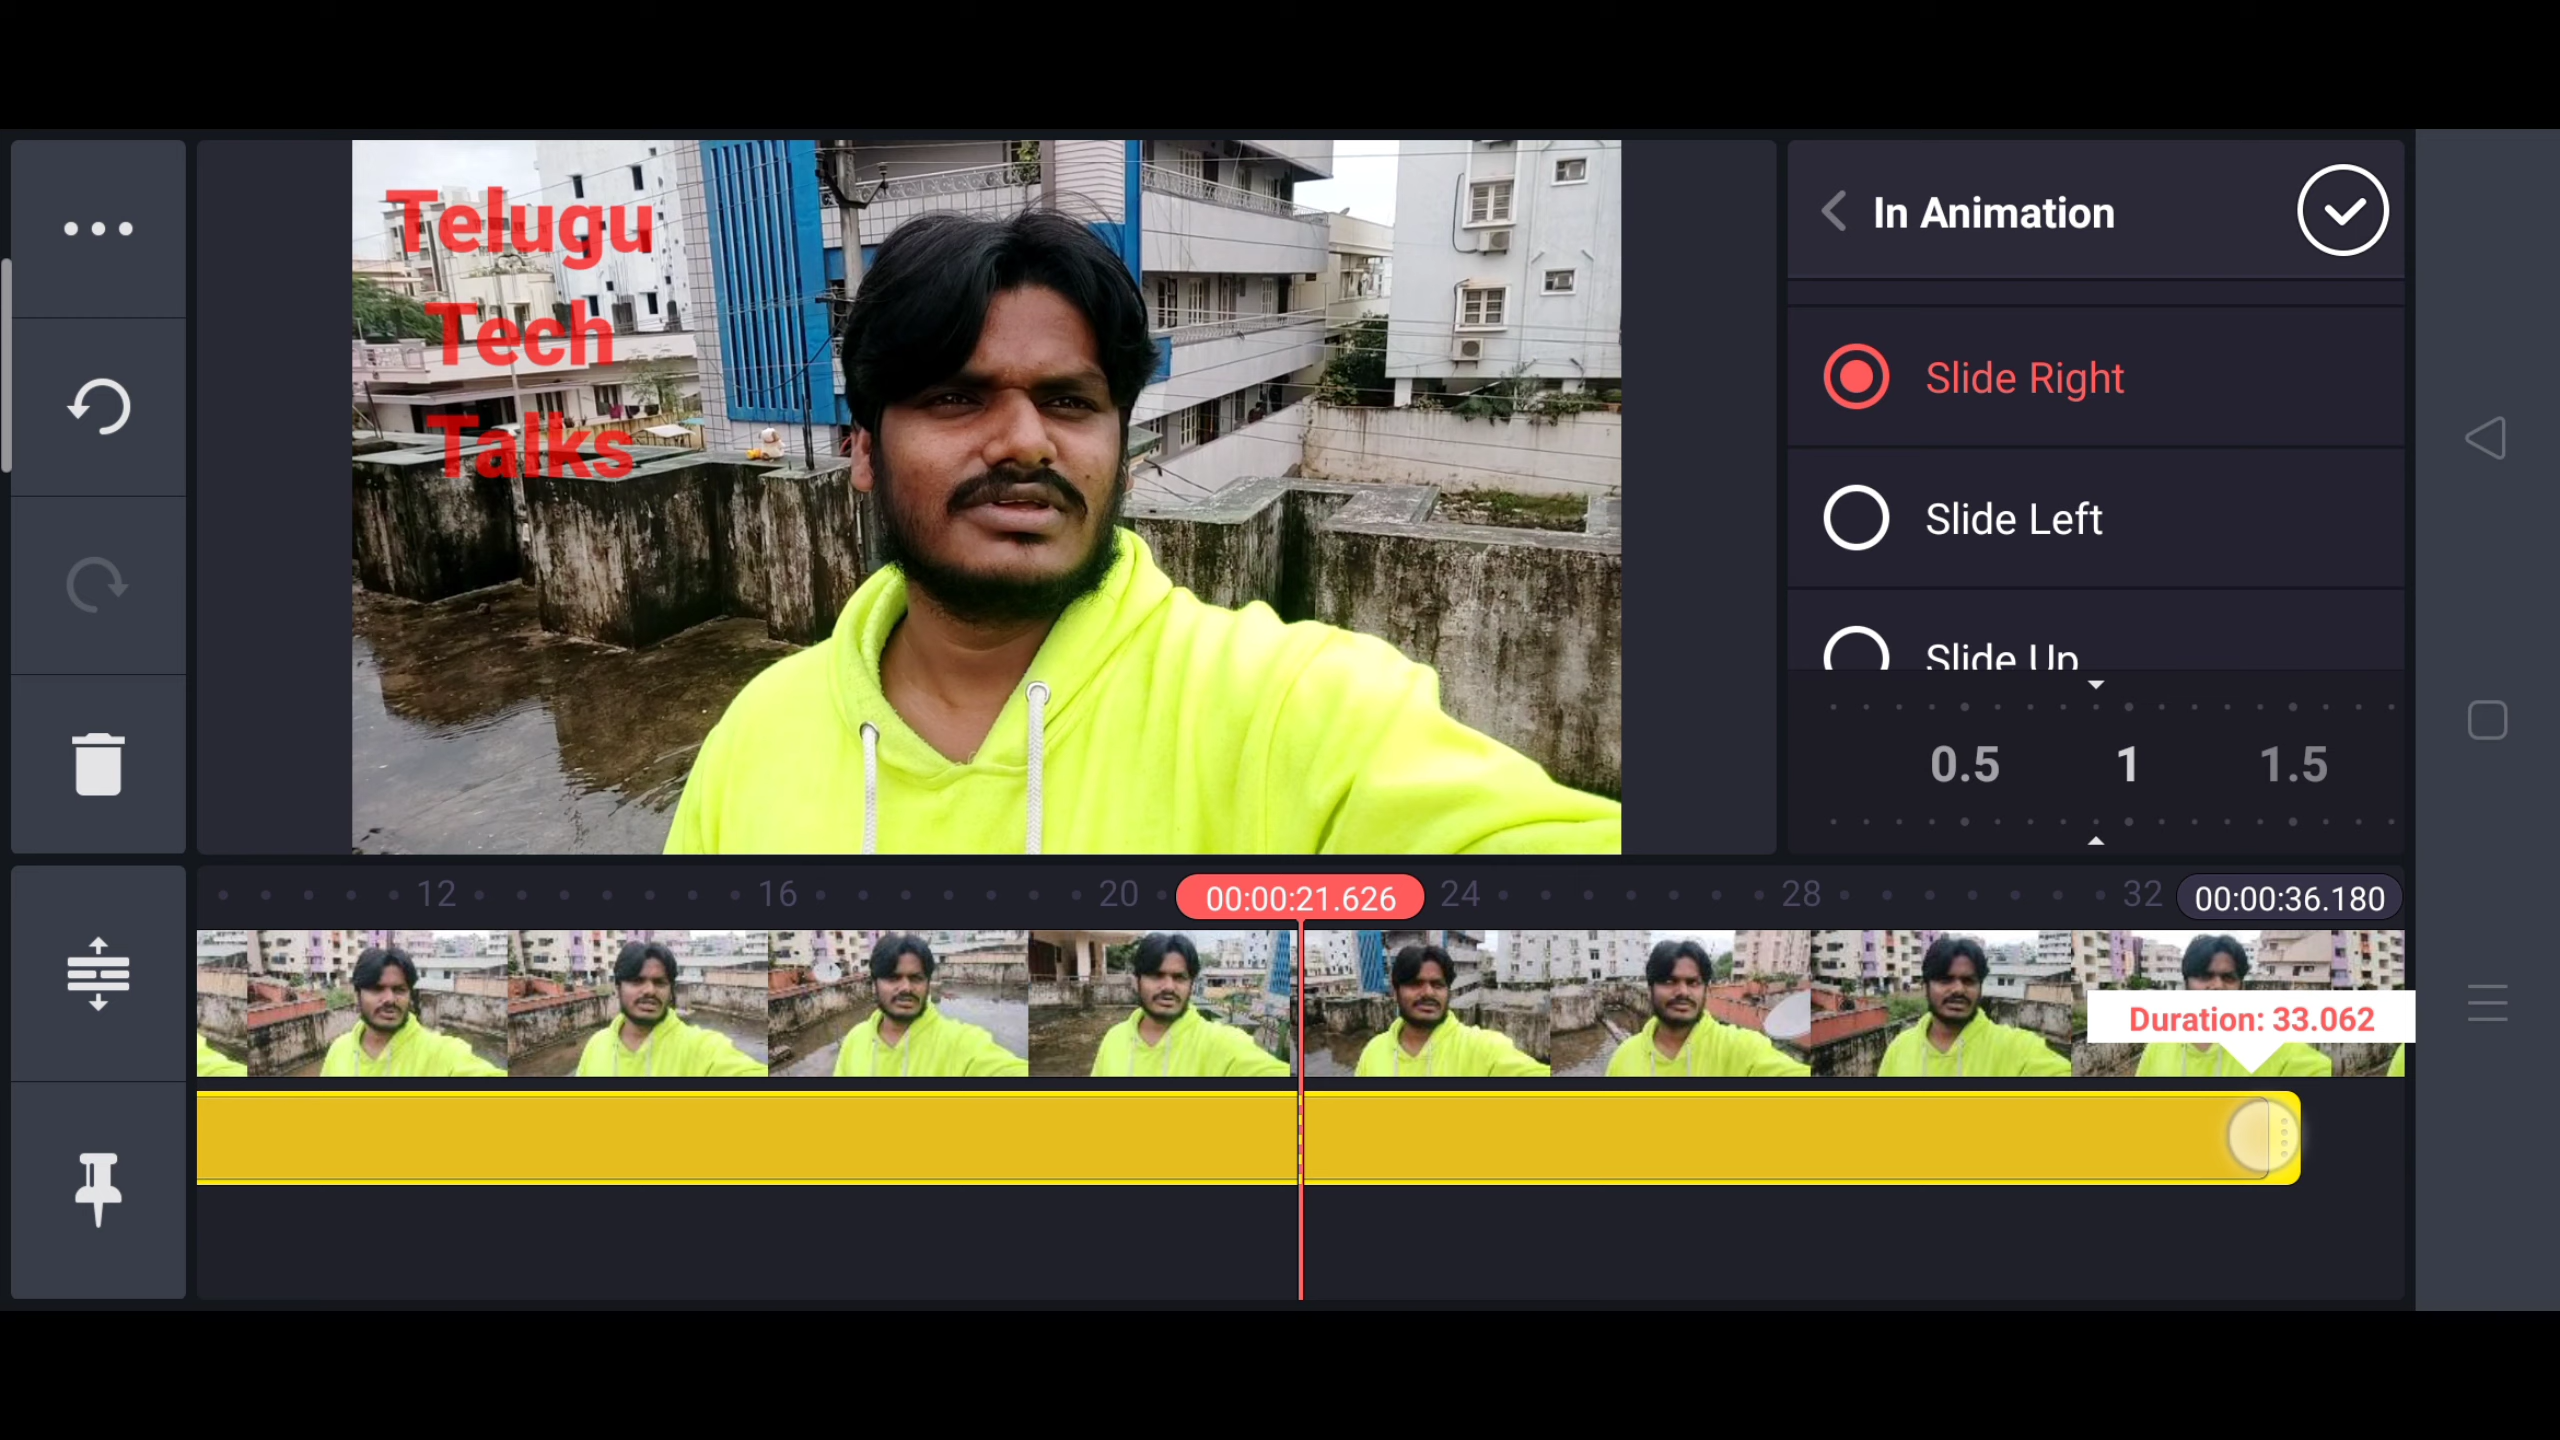 Telugu
Tech
Talks
In Animation
Slide Right
Slide Left
Slide Up
0.5 1 1.5
12 16 20 00:00:21.626 24 28 32 00:00:36.180
Duration: 33.062